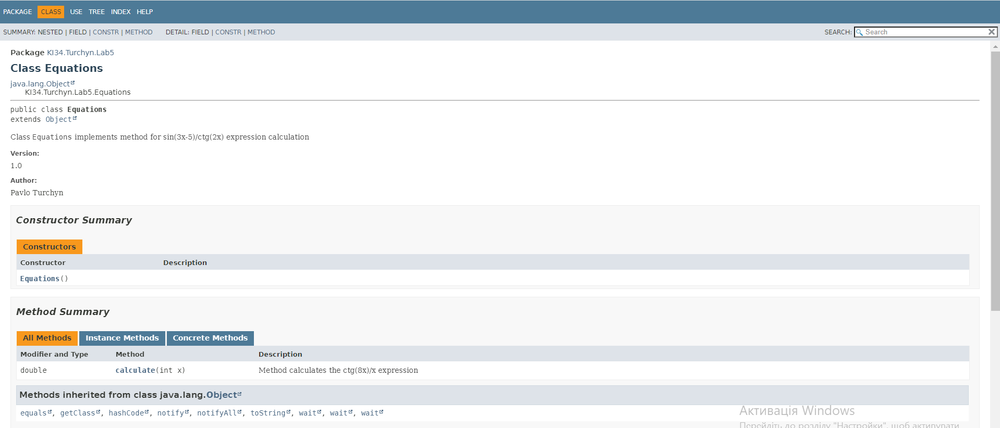 PACKAGE CLASS USE TREE INDEX HELP
SUMMARY: NESTED | FIELD | CONSTR | METHOD DETAIL: FIELD | CONSTR | METHOD SEARCH: Search
Package KI34.Turchyn.Lab5
Class Equations
java.lang.Object
KI34.Turchyn.Lab5.Equations
public class Equations
extends Object
Class Equations implements method for sin(3x-5)/ctg(2x) expression calculation
Version:
1.0
Author:
Pavlo Turchyn
Constructor Summary
Constructors
Constructor Description
Equations()
Method Summary
All Methods Instance Methods Concrete Methods
Modifier and Type Method Description
double calculate(int x) Method calculates the ctg(8x)/x expression
Methods inherited from class java.lang.Object
equals, getClass, hashCode, notify, notifyAll, toString, wait, wait, wait
Активація Windows
Перейдіть до розділу "Настройки", щоб активувати